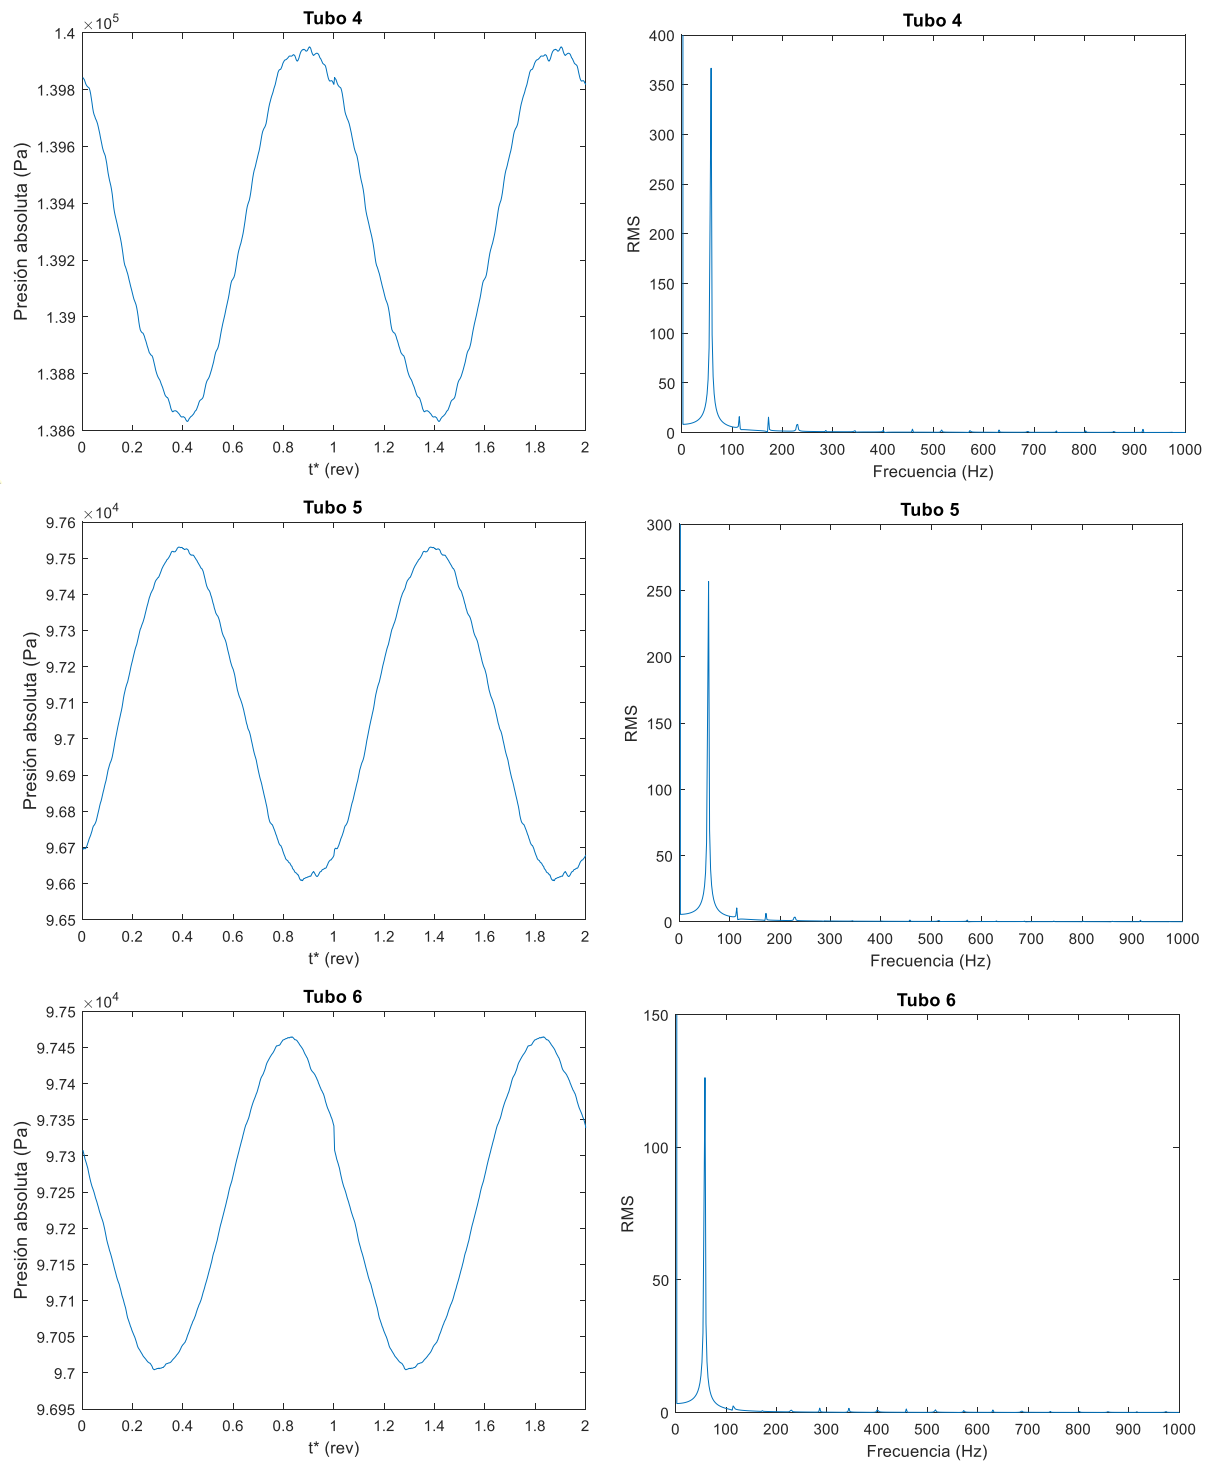 Tubo 4
×10⁵
1.4
1.398
1.396
1.394
1.392
1.39
1.388
1.386
Presión absoluta (Pa)
0 0.2 0.4 0.6 0.8 1 1.2 1.4 1.6 1.8 2
t* (rev)
Tubo 4
400
350
300
250
200
150
100
50
0
RMS
0 100 200 300 400 500 600 700 800 900 1000
Frecuencia (Hz)
Tubo 5
×10⁴
9.76
9.75
9.74
9.73
9.72
9.71
9.7
9.69
9.68
9.67
9.66
9.65
Presión absoluta (Pa)
0 0.2 0.4 0.6 0.8 1 1.2 1.4 1.6 1.8 2
t* (rev)
Tubo 5
300
250
200
150
100
50
0
RMS
0 100 200 300 400 500 600 700 800 900 1000
Frecuencia (Hz)
Tubo 6
×10⁴
9.75
9.745
9.74
9.735
9.73
9.725
9.72
9.715
9.71
9.705
9.7
9.695
Presión absoluta (Pa)
0 0.2 0.4 0.6 0.8 1 1.2 1.4 1.6 1.8 2
t* (rev)
Tubo 6
150
100
50
0
RMS
0 100 200 300 400 500 600 700 800 900 1000
Frecuencia (Hz)